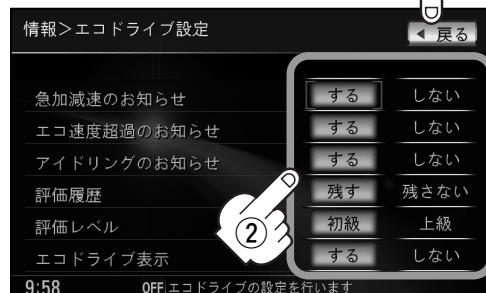 情報＞エコドライブ設定
◀ 戻る
急加減速のお知らせ する しない
エコ速度超過のお知らせ する しない
アイドリングのお知らせ する しない
評価履歴 残す 残さない
評価レベル 初級 上級
エコドライブ表示 する しない
②
9:58 OFF エコドライブの設定を行います